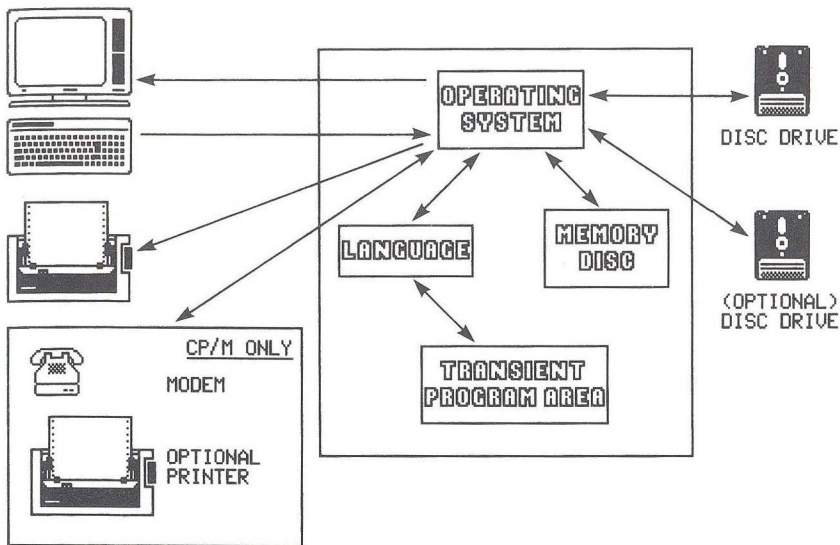 OPERATING
SYSTEM
DISC DRIVE
LANGUAGE
MEMORY
DISC
(OPTIONAL)
DISC DRIVE
CP/M ONLY
MODEM
TRANSIENT
PROGRAM AREA
OPTIONAL
PRINTER